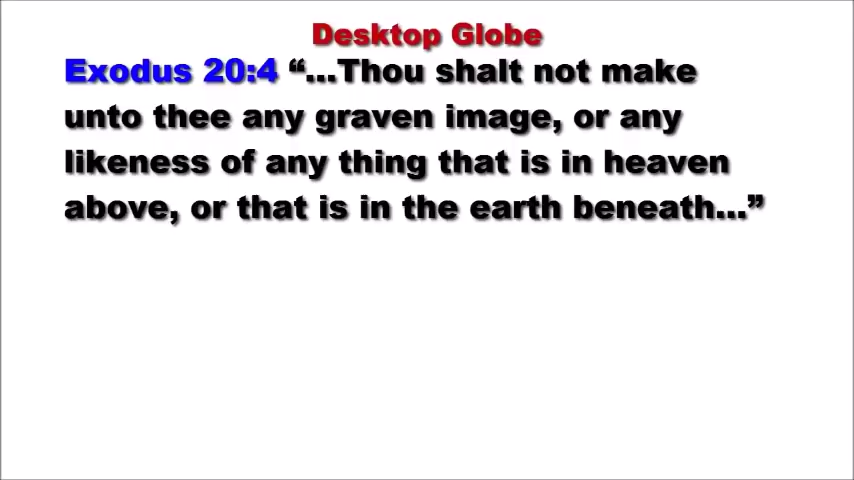 Desktop Globe
Exodus 20:4 “...Thou shalt not make
unto thee any graven image, or any
likeness of any thing that is in heaven
above, or that is in the earth beneath...”